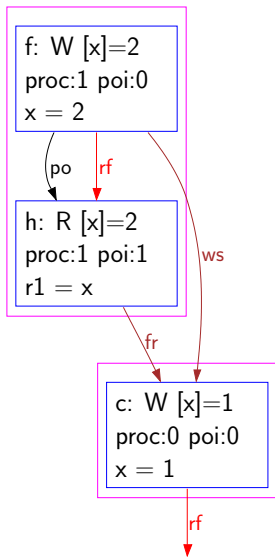 f: W [x]=2
proc:1 poi:0
x = 2
po
rf
ws
h: R [x]=2
proc:1 poi:1
r1 = x
fr
c: W [x]=1
proc:0 poi:0
x = 1
rf